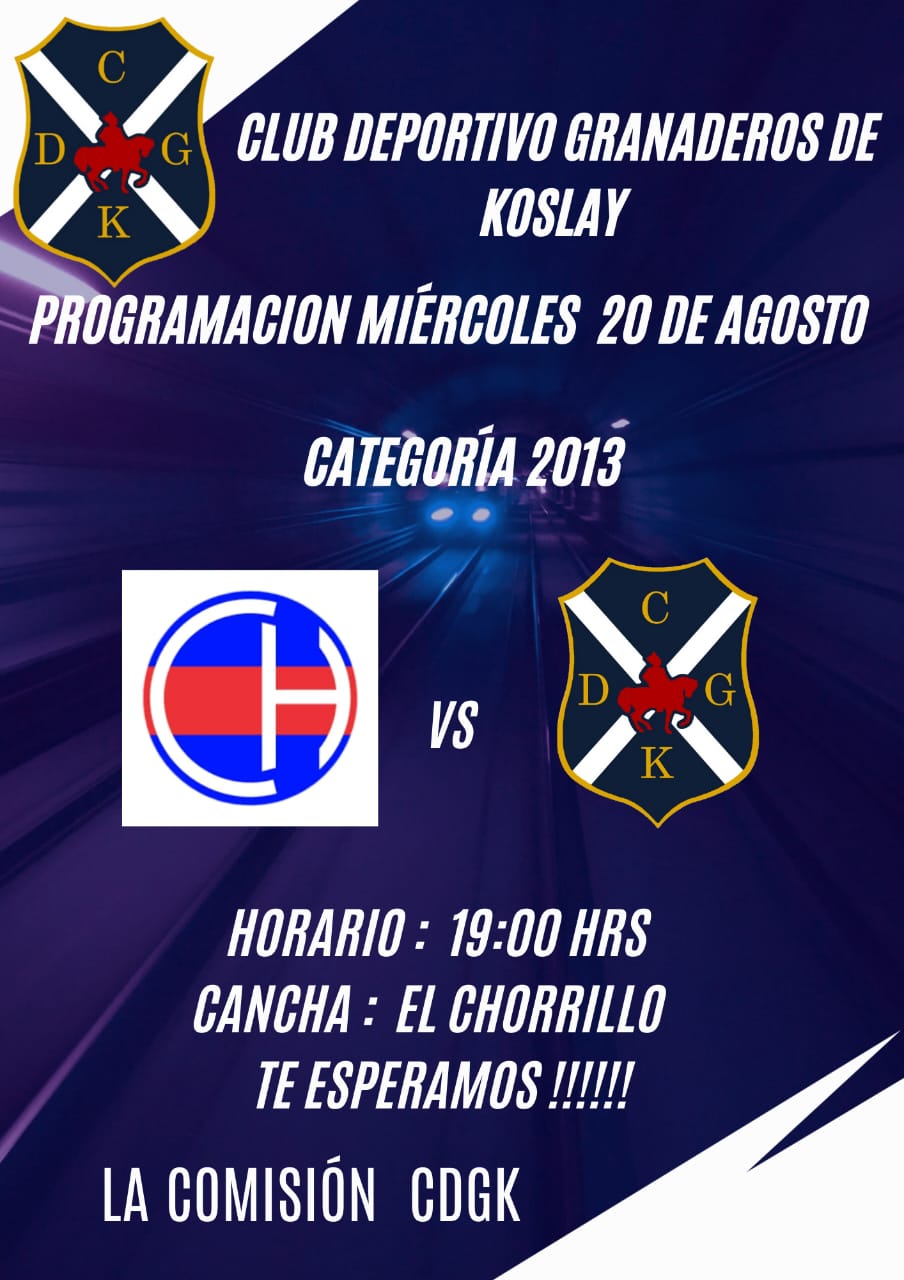 C
D G
K
CLUB DEPORTIVO GRANADEROS DE
KOSLAY
PROGRAMACION MIÉRCOLES 20 DE AGOSTO
CATEGORÍA 2013
CH
VS
C
D G
K
HORARIO : 19:00 HRS
CANCHA : EL CHORRILLO
TE ESPERAMOS !!!!!!
LA COMISIÓN CDGK